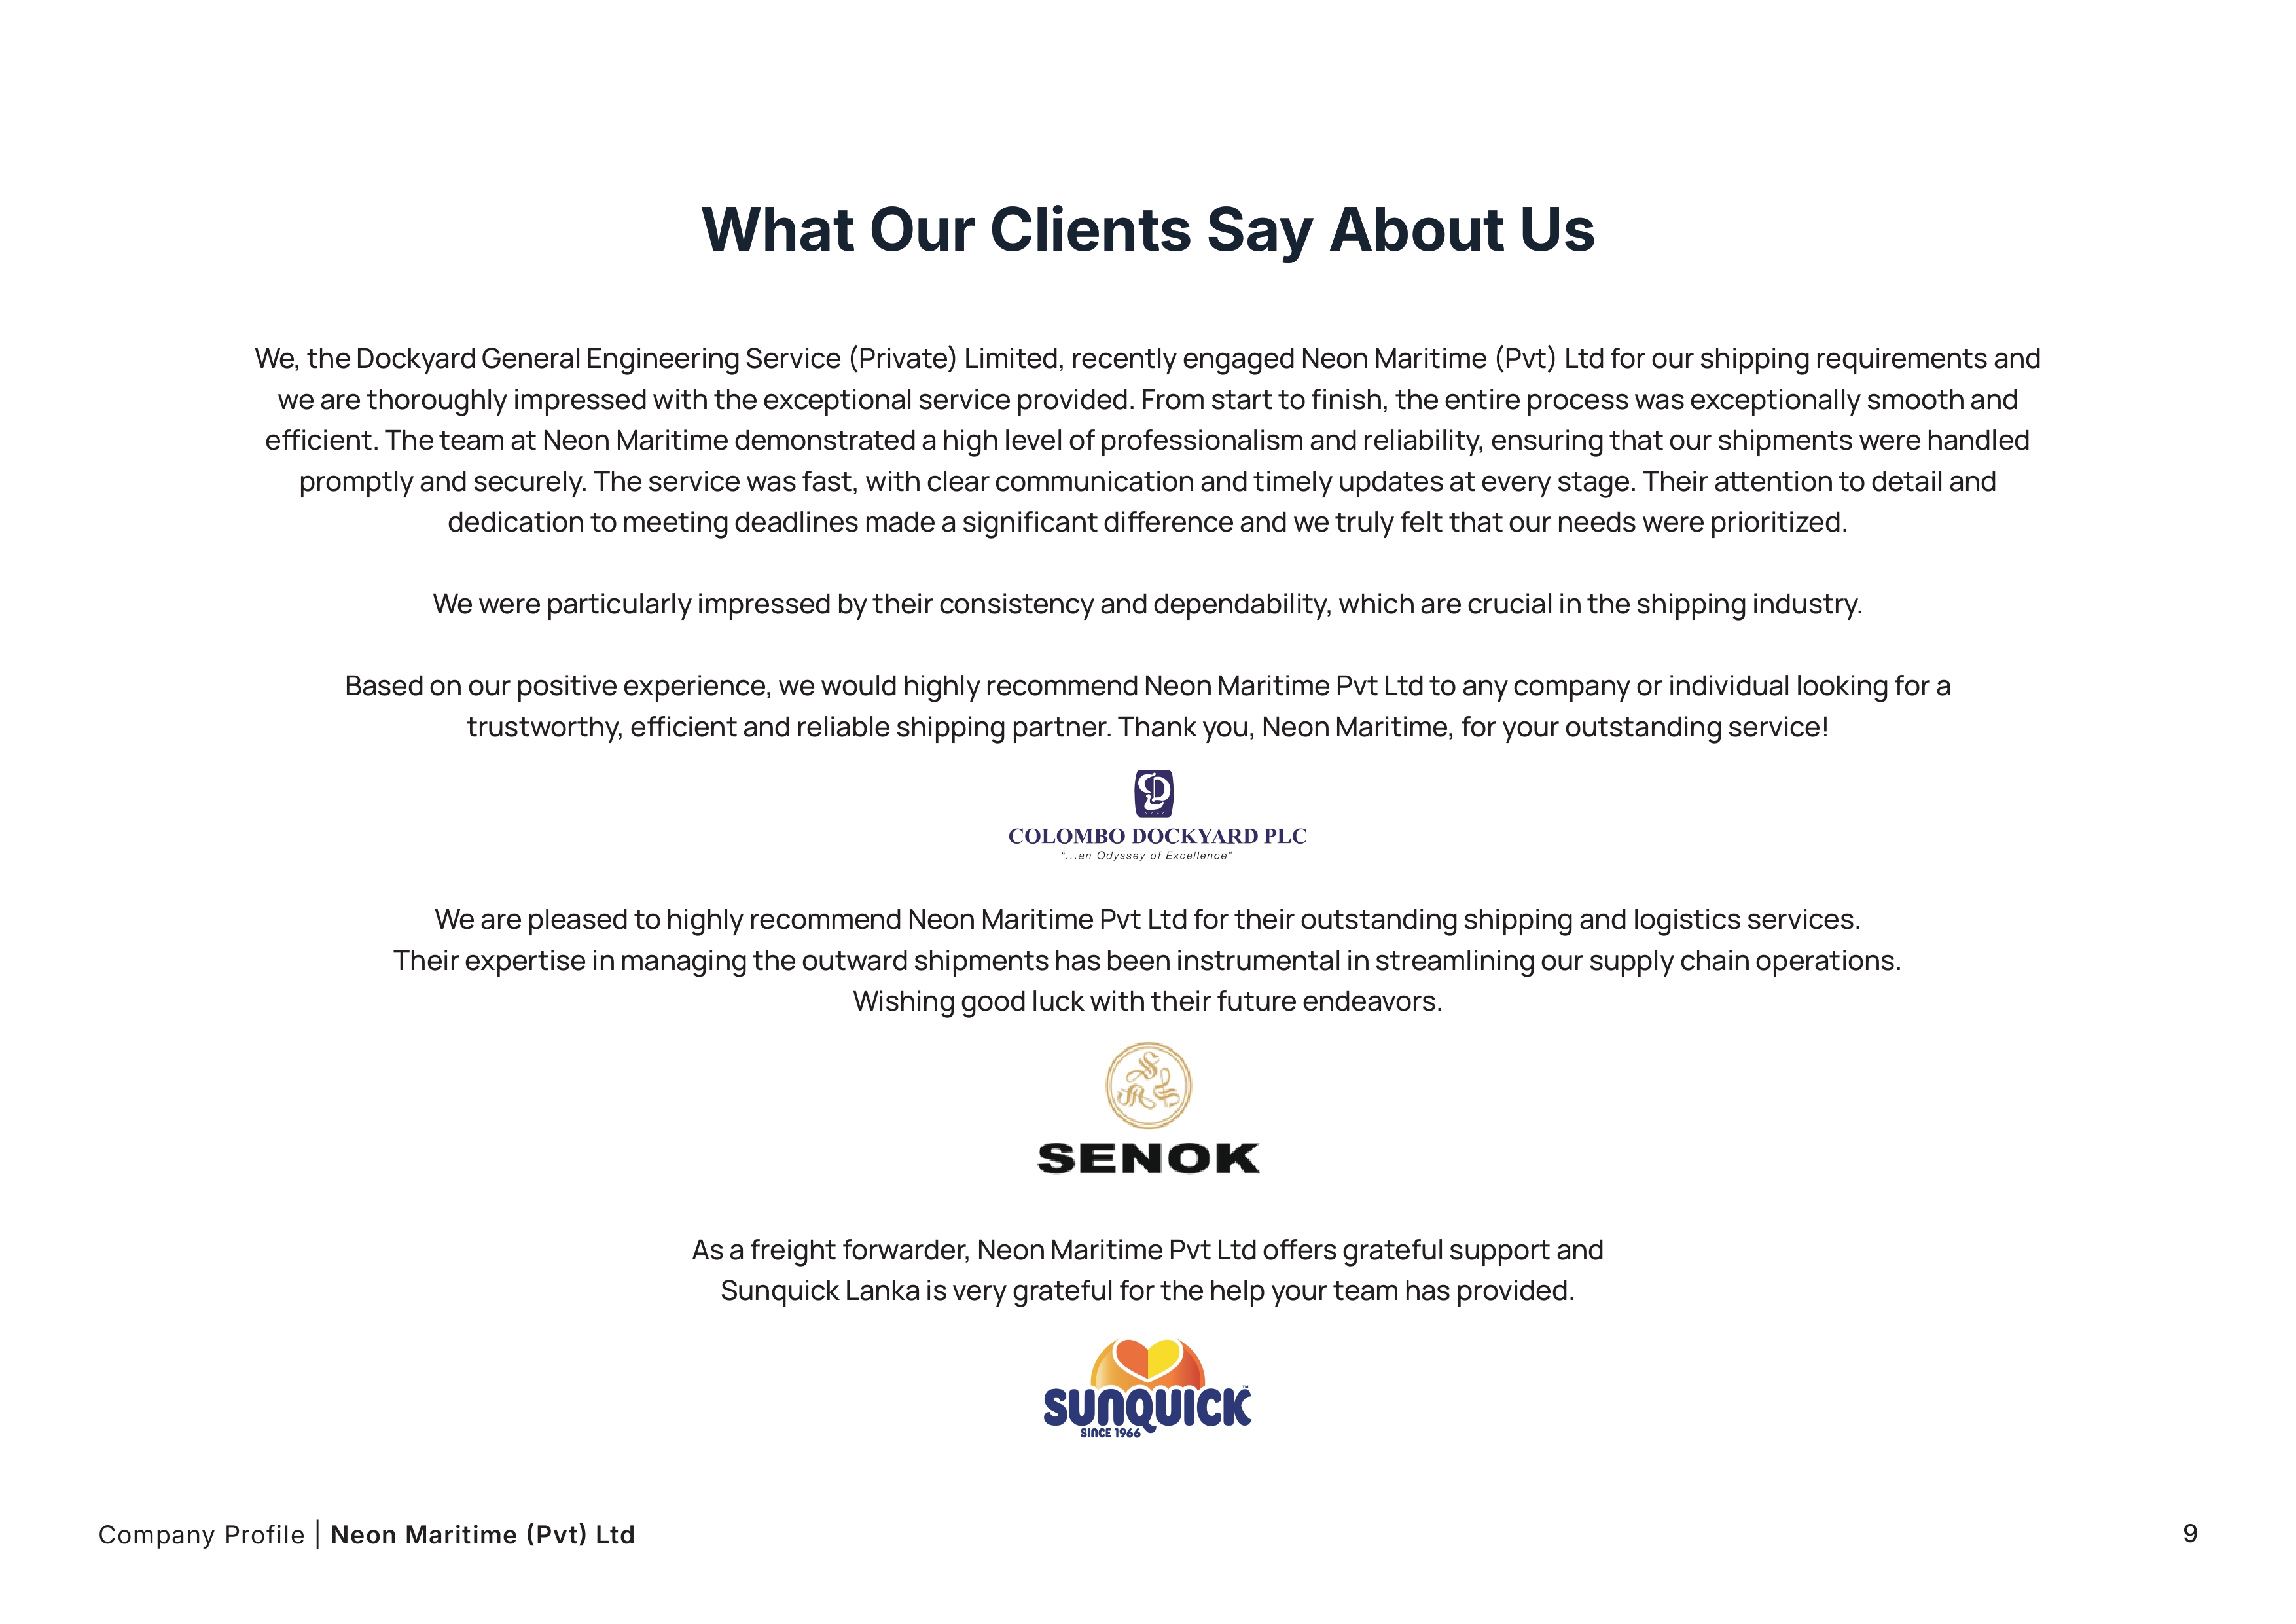 What Our Clients Say About Us
We, the Dockyard General Engineering Service (Private) Limited, recently engaged Neon Maritime (Pvt) Ltd for our shipping requirements and
we are thoroughly impressed with the exceptional service provided. From start to finish, the entire process was exceptionally smooth and
efficient. The team at Neon Maritime demonstrated a high level of professionalism and reliability, ensuring that our shipments were handled
promptly and securely. The service was fast, with clear communication and timely updates at every stage. Their attention to detail and
dedication to meeting deadlines made a significant difference and we truly felt that our needs were prioritized.
We were particularly impressed by their consistency and dependability, which are crucial in the shipping industry.
Based on our positive experience, we would highly recommend Neon Maritime Pvt Ltd to any company or individual looking for a
trustworthy, efficient and reliable shipping partner. Thank you, Neon Maritime, for your outstanding service!
COLOMBO DOCKYARD PLC
"...an Odyssey of Excellence"
We are pleased to highly recommend Neon Maritime Pvt Ltd for their outstanding shipping and logistics services.
Their expertise in managing the outward shipments has been instrumental in streamlining our supply chain operations.
Wishing good luck with their future endeavors.
SENOK
As a freight forwarder, Neon Maritime Pvt Ltd offers grateful support and
Sunquick Lanka is very grateful for the help your team has provided.
SUNQUICK™
SINCE 1966
Company Profile | Neon Maritime (Pvt) Ltd
9